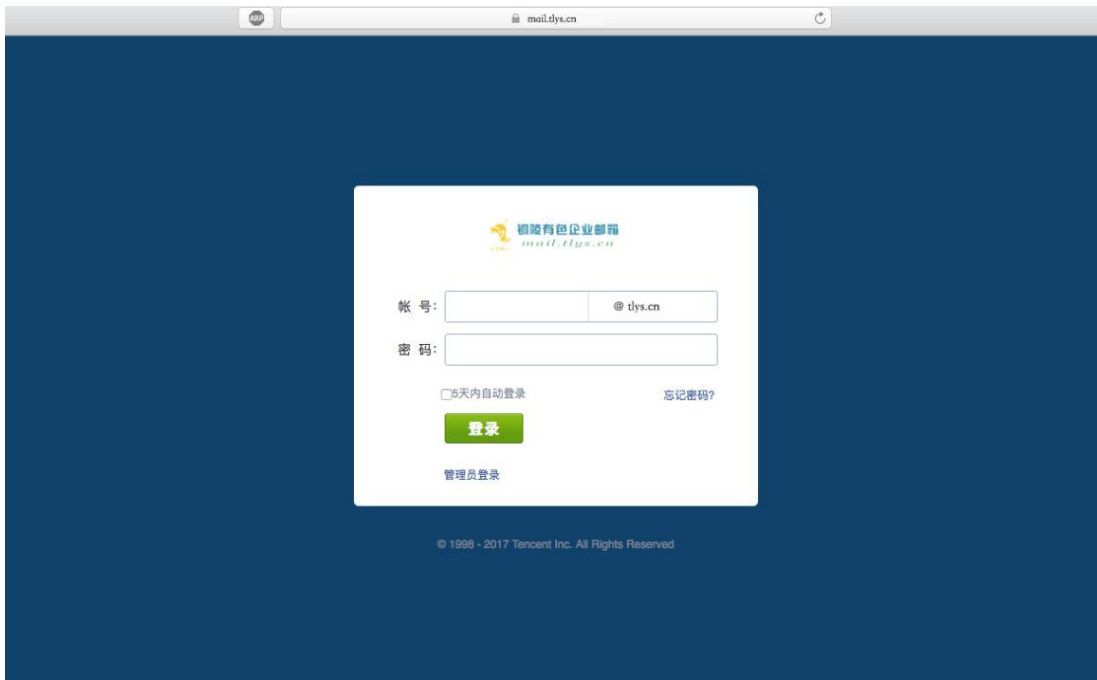 ABP
mail.tlys.cn
铜陵有色企业邮箱
mail.tlys.cn
帐 号：
@ tlys.cn
密 码：
5天内自动登录
忘记密码？
登录
管理员登录
© 1998 - 2017 Tencent Inc. All Rights Reserved